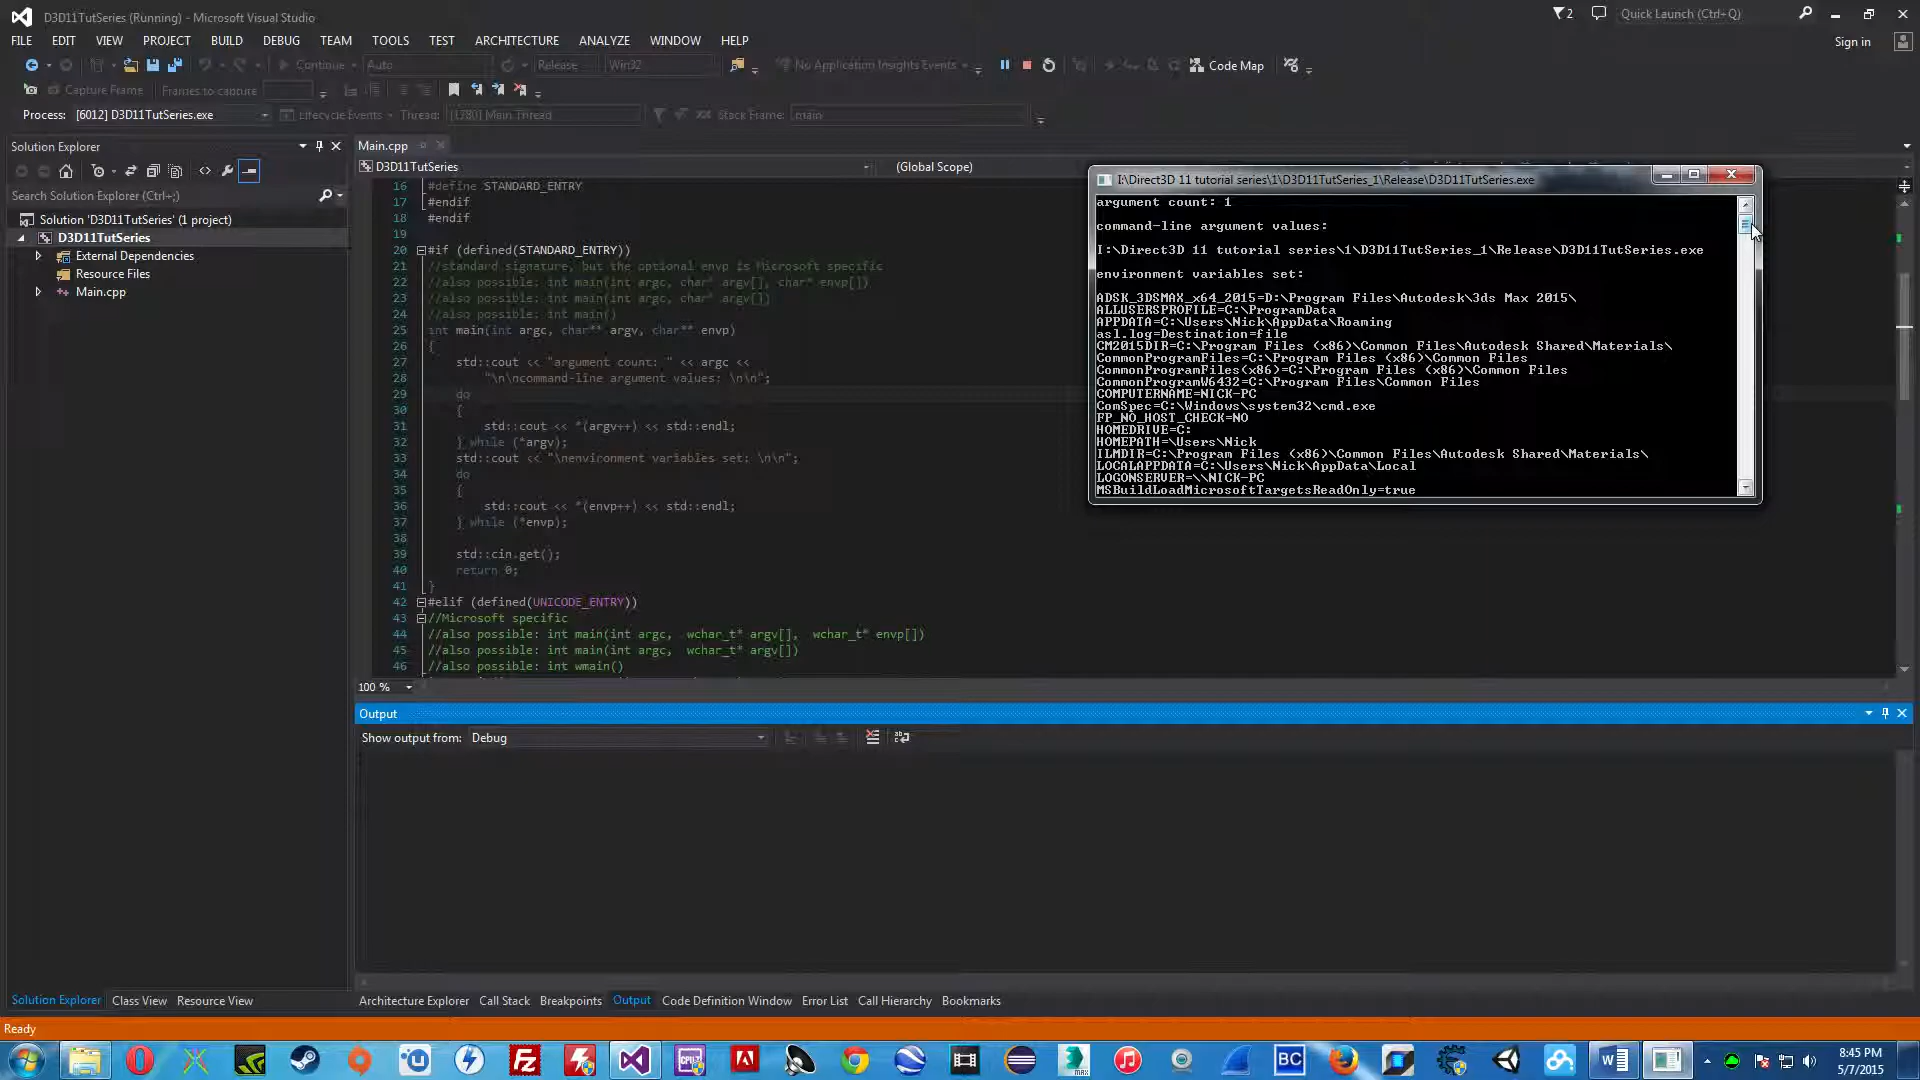 D3D11TutSeries (Running) - Microsoft Visual Studio
2
Quick Launch (Ctrl+Q)
FILE EDIT VIEW PROJECT BUILD DEBUG TEAM TOOLS TEST ARCHITECTURE ANALYZE WINDOW HELP
Sign in
Continue Auto Release Win32 No Application Insights Events Code Map
Capture Frame Frames to capture
Process: [6012] D3D11TutSeries.exe Lifecycle Events Thread: [1780] Main Thread Stack Frame: main
Solution Explorer
Search Solution Explorer (Ctrl+;)
Solution 'D3D11TutSeries' (1 project)
D3D11TutSeries
External Dependencies
Resource Files
Main.cpp
Main.cpp
D3D11TutSeries (Global Scope)
16 #define STANDARD_ENTRY
17 #endif
18 #endif
19
20 #if (defined(STANDARD_ENTRY))
21 //standard signature, but the optional envp is Microsoft specific
22 //also possible: int main(int argc, char* argv[], char* envp[])
23 //also possible: int main(int argc, char* argv[])
24 //also possible: int main()
25 int main(int argc, char** argv, char** envp)
26 {
27 std::cout << "argument count: " << argc <<
28 "\n\ncommand-line argument values: \n\n";
29 do
30 {
31 std::cout << *(argv++) << std::endl;
32 } while (*argv);
33 std::cout << "\nenvironment variables set: \n\n";
34 do
35 {
36 std::cout << *(envp++) << std::endl;
37 } while (*envp);
38
39 std::cin.get();
40 return 0;
41 }
42 #elif (defined(UNICODE_ENTRY))
43 //Microsoft specific
44 //also possible: int main(int argc, wchar_t* argv[], wchar_t* envp[])
45 //also possible: int main(int argc, wchar_t* argv[])
46 //also possible: int wmain()
100 %
I:\Direct3D 11 tutorial series\1\D3D11TutSeries_1\Release\D3D11TutSeries.exe
argument count: 1
command-line argument values:
I:\Direct3D 11 tutorial series\1\D3D11TutSeries_1\Release\D3D11TutSeries.exe
environment variables set:
ADSK_3DSMAX_x64_2015=D:\Program Files\Autodesk\3ds Max 2015\
ALLUSERSPROFILE=C:\ProgramData
APPDATA=C:\Users\Nick\AppData\Roaming
asl.log=Destination=file
CM2015DIR=C:\Program Files (x86)\Common Files\Autodesk Shared\Materials\
CommonProgramFiles=C:\Program Files (x86)\Common Files
CommonProgramFiles(x86)=C:\Program Files (x86)\Common Files
CommonProgramW6432=C:\Program Files\Common Files
COMPUTERNAME=NICK-PC
ComSpec=C:\Windows\system32\cmd.exe
FP_NO_HOST_CHECK=NO
HOMEDRIVE=C:
HOMEPATH=\Users\Nick
ILMDIR=C:\Program Files (x86)\Common Files\Autodesk Shared\Materials\
LOCALAPPDATA=C:\Users\Nick\AppData\Local
LOGONSERVER=\\NICK-PC
MSBuildLoadMicrosoftTargetsReadOnly=true
Output
Show output from: Debug
Solution Explorer Class View Resource View
Architecture Explorer Call Stack Breakpoints Output Code Definition Window Error List Call Hierarchy Bookmarks
Ready
8:45 PM
5/7/2015